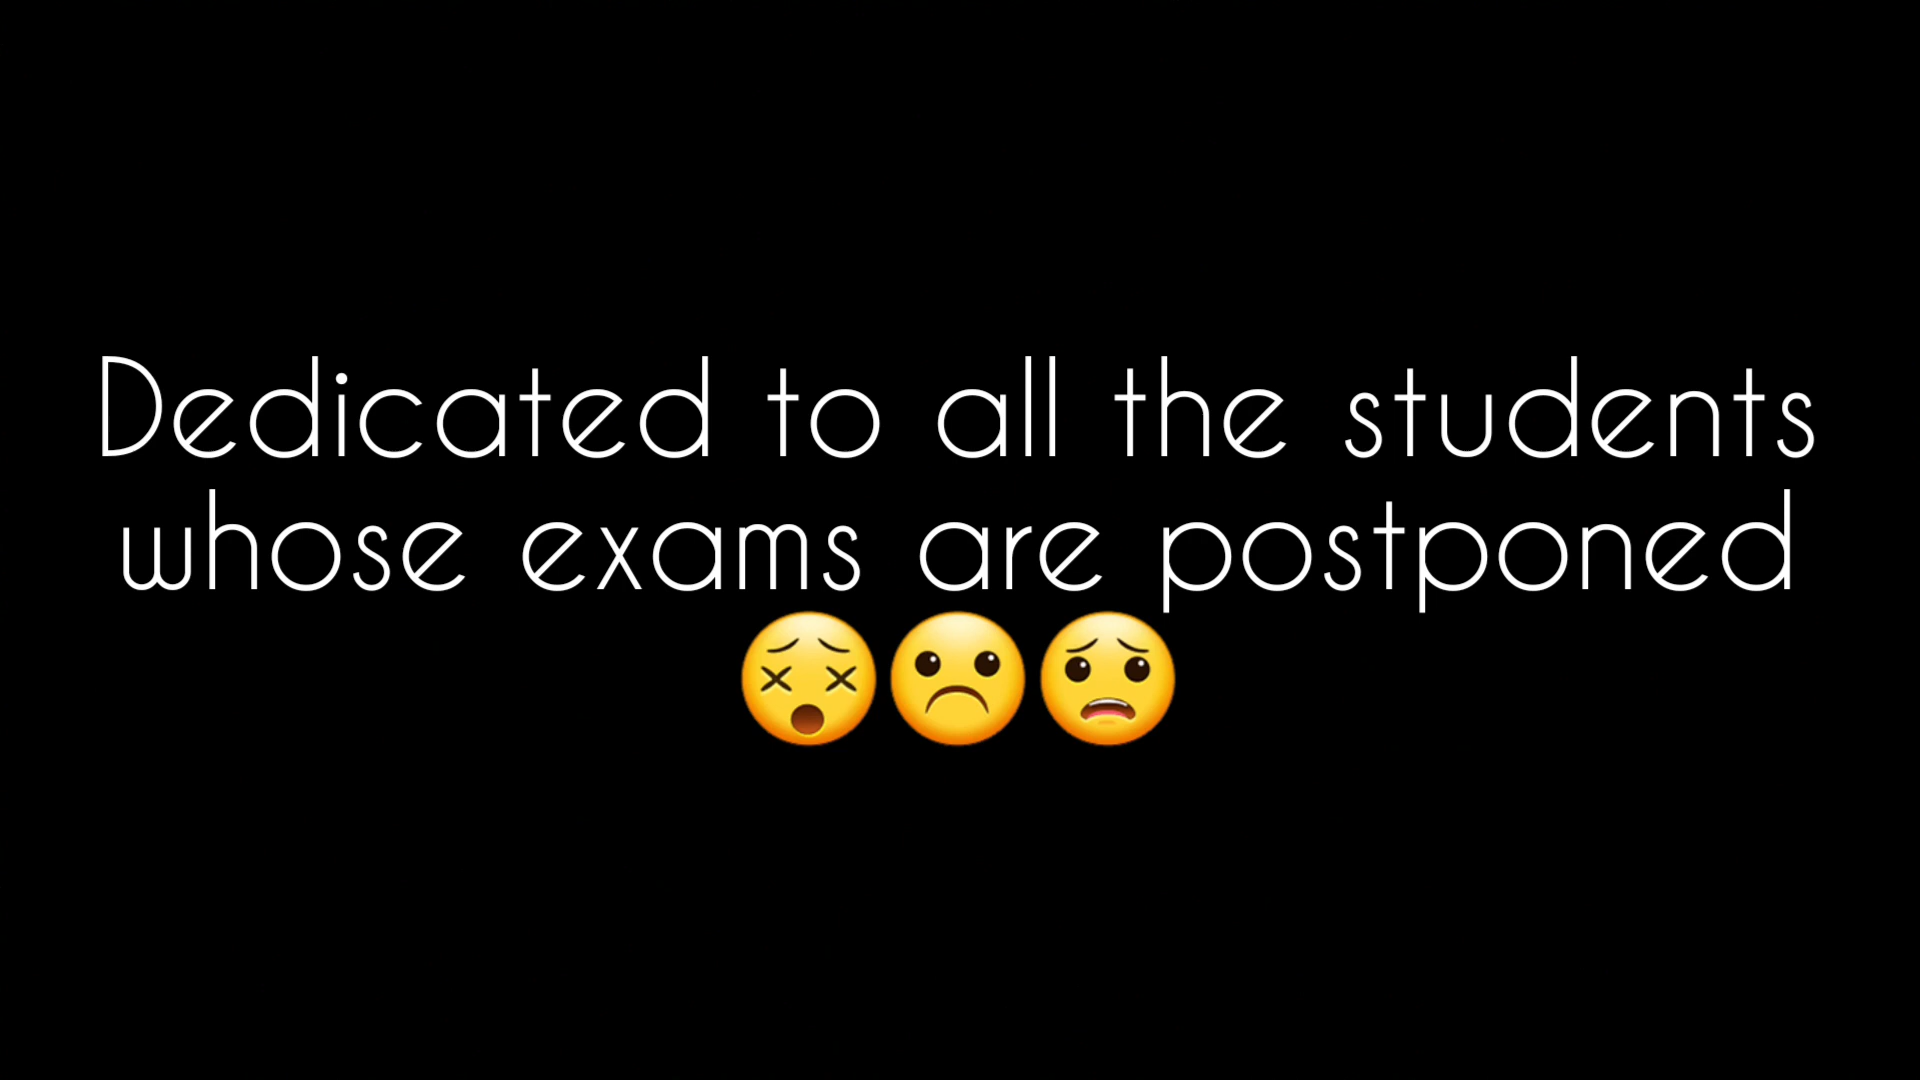 Dedicated to all the students
whose exams are postponed
😵☹️😟